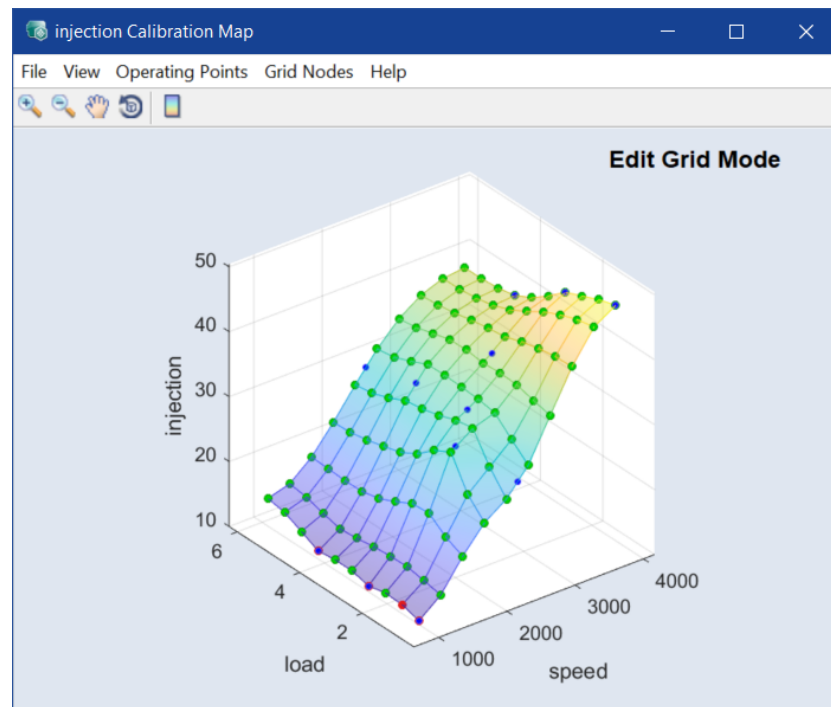 injection Calibration Map
File View Operating Points Grid Nodes Help
Edit Grid Mode
50
40
30
20
10
injection
6
4
2
load
1000
2000
3000
4000
speed